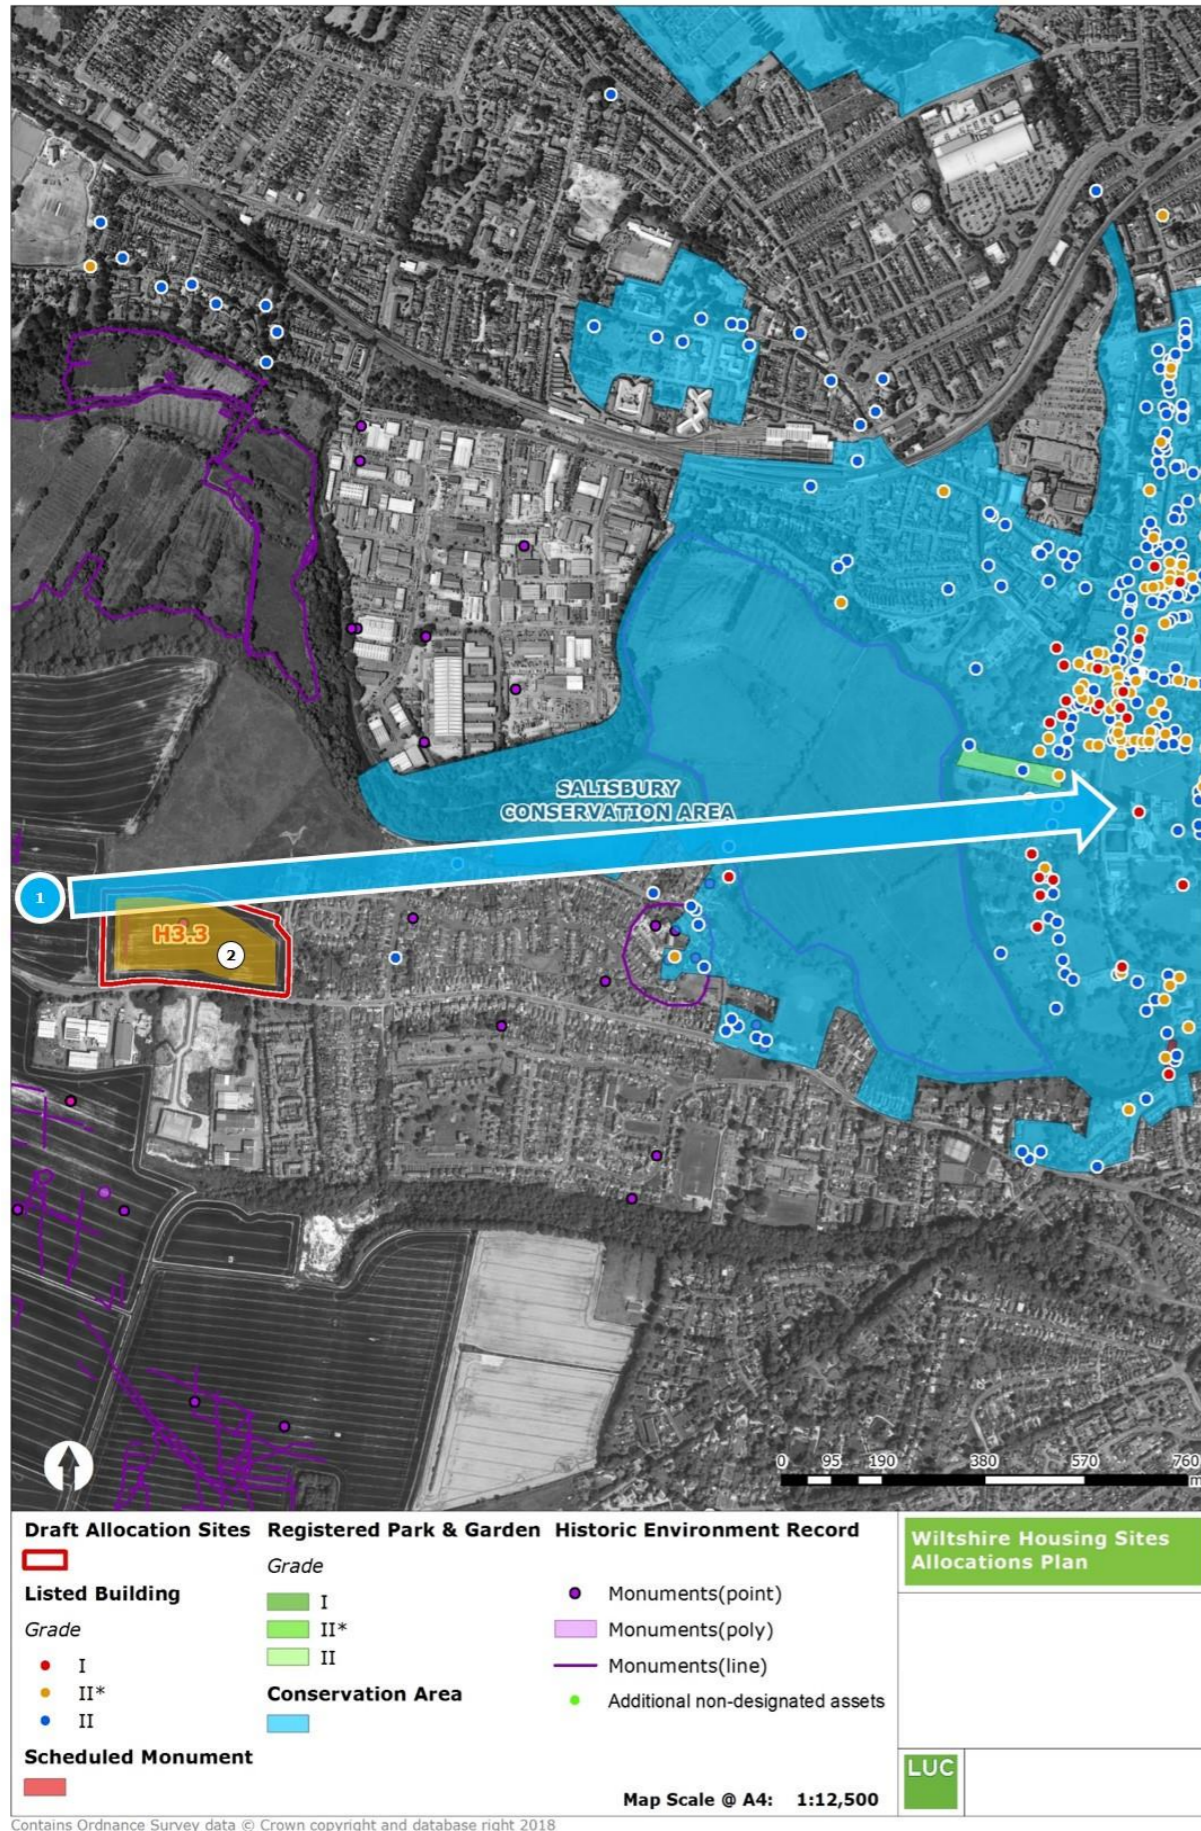 SALISBURY
CONSERVATION AREA
1
H3.3
2
0 95 190 380 570 760
m
Draft Allocation Sites
Listed Building
Grade
I
II*
II
Scheduled Monument
Registered Park & Garden
Grade
I
II*
II
Conservation Area
Historic Environment Record
Monuments(point)
Monuments(poly)
Monuments(line)
Additional non-designated assets
Map Scale @ A4: 1:12,500
Wiltshire Housing Sites
Allocations Plan
LUC
Contains Ordnance Survey data © Crown copyright and database right 2018